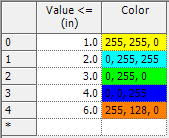 Value <= (in) Color
0 1.0 255, 255, 0
1 2.0 0, 255, 255
2 3.0 0, 255, 0
3 4.0 0, 0, 255
4 6.0 255, 128, 0
*